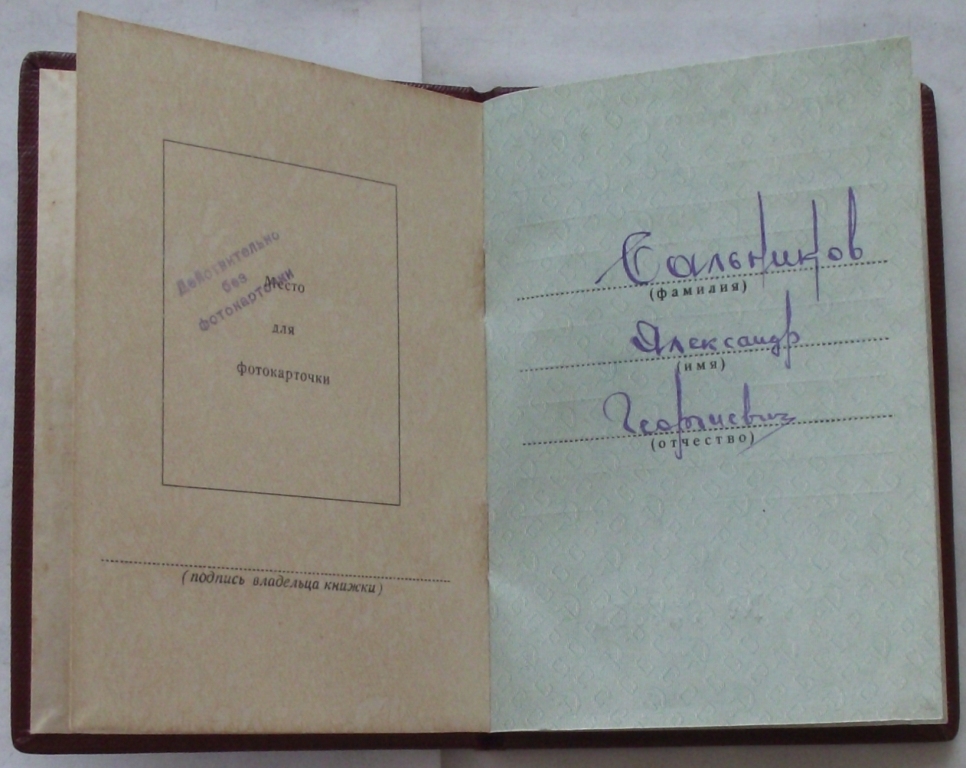 Действительно
без
фотокарточки
Место
для
фотокарточки
(подпись владельца книжки)
Сальников
(фамилия)
Александр
(имя)
Георгиевич
(отчество)